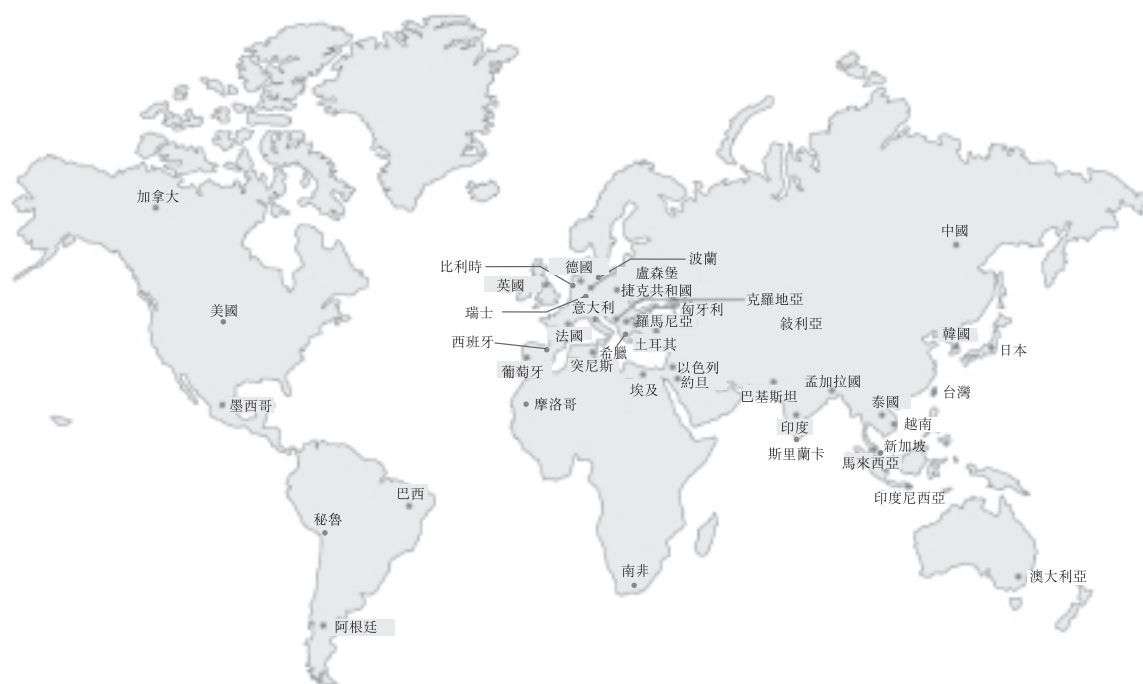 加拿大
中國
比利時
德國
波蘭
盧森堡
英國
捷克共和國
克羅地亞
瑞士
意大利
匈牙利
美國
羅馬尼亞
敍利亞
法國
韓國
西班牙
土耳其
日本
希臘
突尼斯
葡萄牙
以色列
約旦
孟加拉國
埃及
巴基斯坦
台灣
墨西哥
摩洛哥
泰國
印度
越南
新加坡
斯里蘭卡
馬來西亞
巴西
印度尼西亞
秘魯
南非
澳大利亞
阿根廷